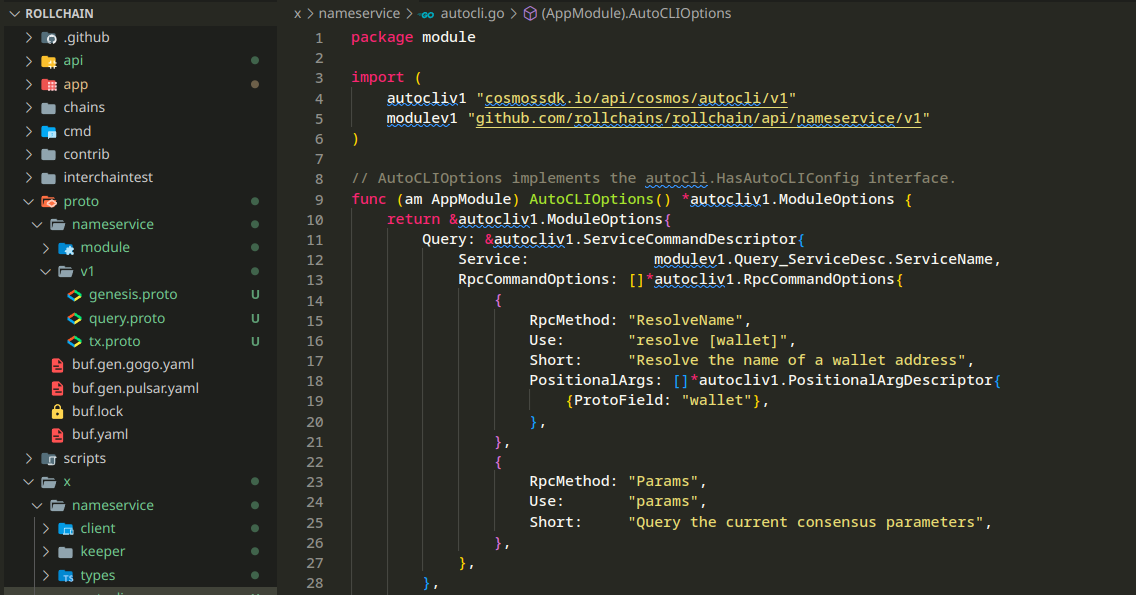 ROLLCHAIN
.github
api
app
chains
cmd
contrib
interchaintest
proto
nameservice
module
v1
genesis.proto U
query.proto U
tx.proto U
buf.gen.gogo.yaml
buf.gen.pulsar.yaml
buf.lock
buf.yaml
scripts
x
nameservice
client
keeper
types
x > nameservice > autocli.go > (AppModule).AutoCLIOptions
1 package module
2
3 import (
4 autocliv1 "cosmossdk.io/api/cosmos/autocli/v1"
5 modulev1 "github.com/rollchains/rollchain/api/nameservice/v1"
6 )
7
8 // AutoCLIOptions implements the autocli.HasAutoCLIConfig interface.
9 func (am AppModule) AutoCLIOptions() *autocliv1.ModuleOptions {
10 return &autocliv1.ModuleOptions{
11 Query: &autocliv1.ServiceCommandDescriptor{
12 Service: modulev1.Query_ServiceDesc.ServiceName,
13 RpcCommandOptions: []*autocliv1.RpcCommandOptions{
14 {
15 RpcMethod: "ResolveName",
16 Use: "resolve [wallet]",
17 Short: "Resolve the name of a wallet address",
18 PositionalArgs: []*autocliv1.PositionalArgDescriptor{
19 {ProtoField: "wallet"},
20 },
21 },
22 {
23 RpcMethod: "Params",
24 Use: "params",
25 Short: "Query the current consensus parameters",
26 },
27 },
28 },